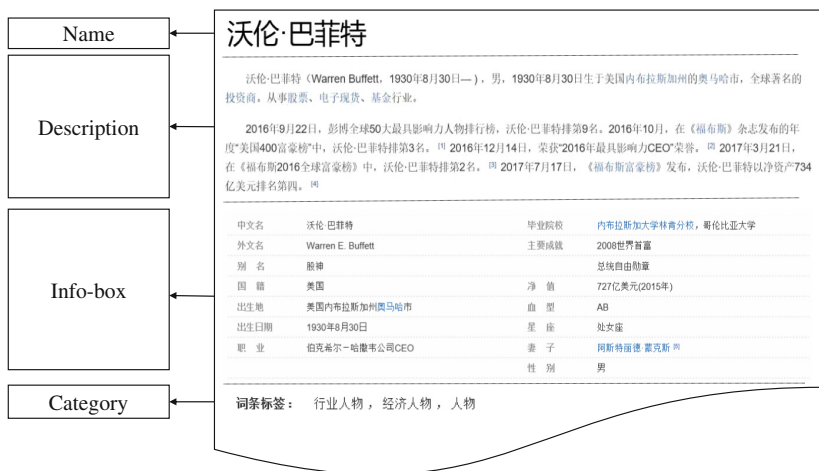 Name
沃伦·巴菲特
Description
沃伦·巴菲特（Warren Buffett，1930年8月30日— ），男，1930年8月30日生于美国内布拉斯加州的奥马哈市，全球著名的
投资商。从事股票、电子现货、基金行业。
2016年9月22日，彭博全球50大最具影响力人物排行榜，沃伦·巴菲特排第9名。2016年10月，在《福布斯》杂志发布的年
度“美国400富豪榜”中，沃伦·巴菲特排第3名。 [1] 2016年12月14日，荣获“2016年最具影响力CEO”荣誉。 [2] 2017年3月21日，
在《福布斯2016全球富豪榜》中，沃伦·巴菲特排第2名。 [3] 2017年7月17日，《福布斯富豪榜》发布，沃伦·巴菲特以净资产734
亿美元排名第四。 [4]
Info-box
中文名 沃伦·巴菲特 毕业院校 内布拉斯加大学林肯分校，哥伦比亚大学
外文名 Warren E. Buffett 主要成就 2008世界首富
别 名 股神 总统自由勋章
国 籍 美国 净 值 727亿美元(2015年)
出生地 美国内布拉斯加州奥马哈市 血 型 AB
出生日期 1930年8月30日 星 座 处女座
职 业 伯克希尔－哈撒韦公司CEO 妻 子 阿斯特丽德·蒙克斯 [5]
性 别 男
Category
词条标签： 行业人物 ， 经济人物 ， 人物